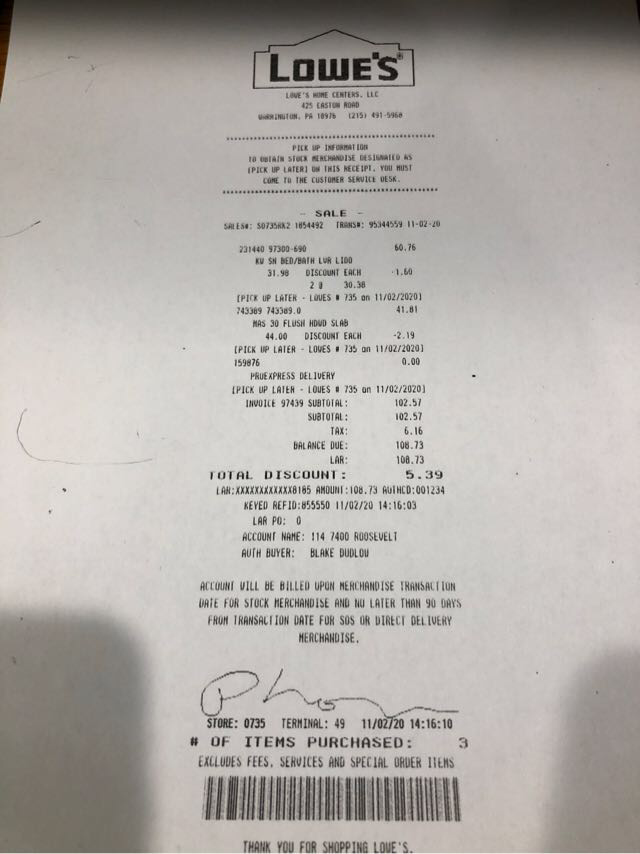 LOWE'S®
LOWE'S HOME CENTERS, LLC
425 EASTON ROAD
WARRINGTON, PA 18976 (215) 491-5960
PICK UP INFORMATION
TO OBTAIN STOCK MERCHANDISE DESIGNATED AS
[PICK UP LATER] ON THIS RECEIPT, YOU MUST
COME TO THE CUSTOMER SERVICE DESK.
- SALE -
SALES#: 1854492 TRANS#: 95344559 11-02-20
231440 97300-690 60.76
KW SN BED/BATH LVR LIDO
31.98 DISCOUNT EACH -1.60
2 @ 30.38
[PICK UP LATER - LOWES # 735 on 11/02/2020]
743389 743389.0 41.81
MAS 30 FLUSH HDWD SLAB
44.00 DISCOUNT EACH -2.19
[PICK UP LATER - LOWES # 735 on 11/02/2020]
159876 0.00
PROEXPRESS DELIVERY
[PICK UP LATER - LOWES # 735 on 11/02/2020]
INVOICE 97439 SUBTOTAL: 102.57
SUBTOTAL: 102.57
TAX: 6.16
BALANCE DUE: 108.73
LAR: 108.73
TOTAL DISCOUNT: 5.39
LAR:XXXXXXXXXXXX8185 AMOUNT:108.73 AUTHCD:001234
KEYED REFID:855550 11/02/20 14:16:03
LAR PO: 0
ACCOUNT NAME: 114 7400 ROOSEVELT
AUTH BUYER: BLAKE DUDLOW
ACCOUNT WILL BE BILLED UPON MERCHANDISE TRANSACTION
DATE FOR STOCK MERCHANDISE AND NO LATER THAN 90 DAYS
FROM TRANSACTION DATE FOR SOS OR DIRECT DELIVERY
MERCHANDISE.
STORE: 0735 TERMINAL: 49 11/02/20 14:16:10
# OF ITEMS PURCHASED: 3
EXCLUDES FEES, SERVICES AND SPECIAL ORDER ITEMS
THANK YOU FOR SHOPPING LOWE'S.